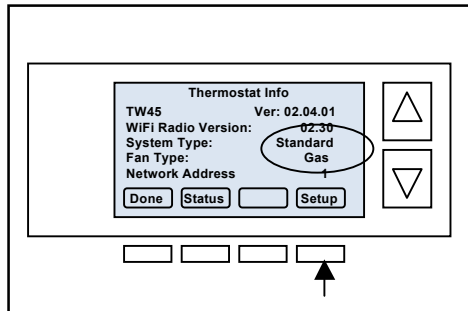 Thermostat Info
TW45 Ver: 02.04.01
WiFi Radio Version: 02.30
System Type: Standard
Fan Type: Gas
Network Address 1
Done Status Setup